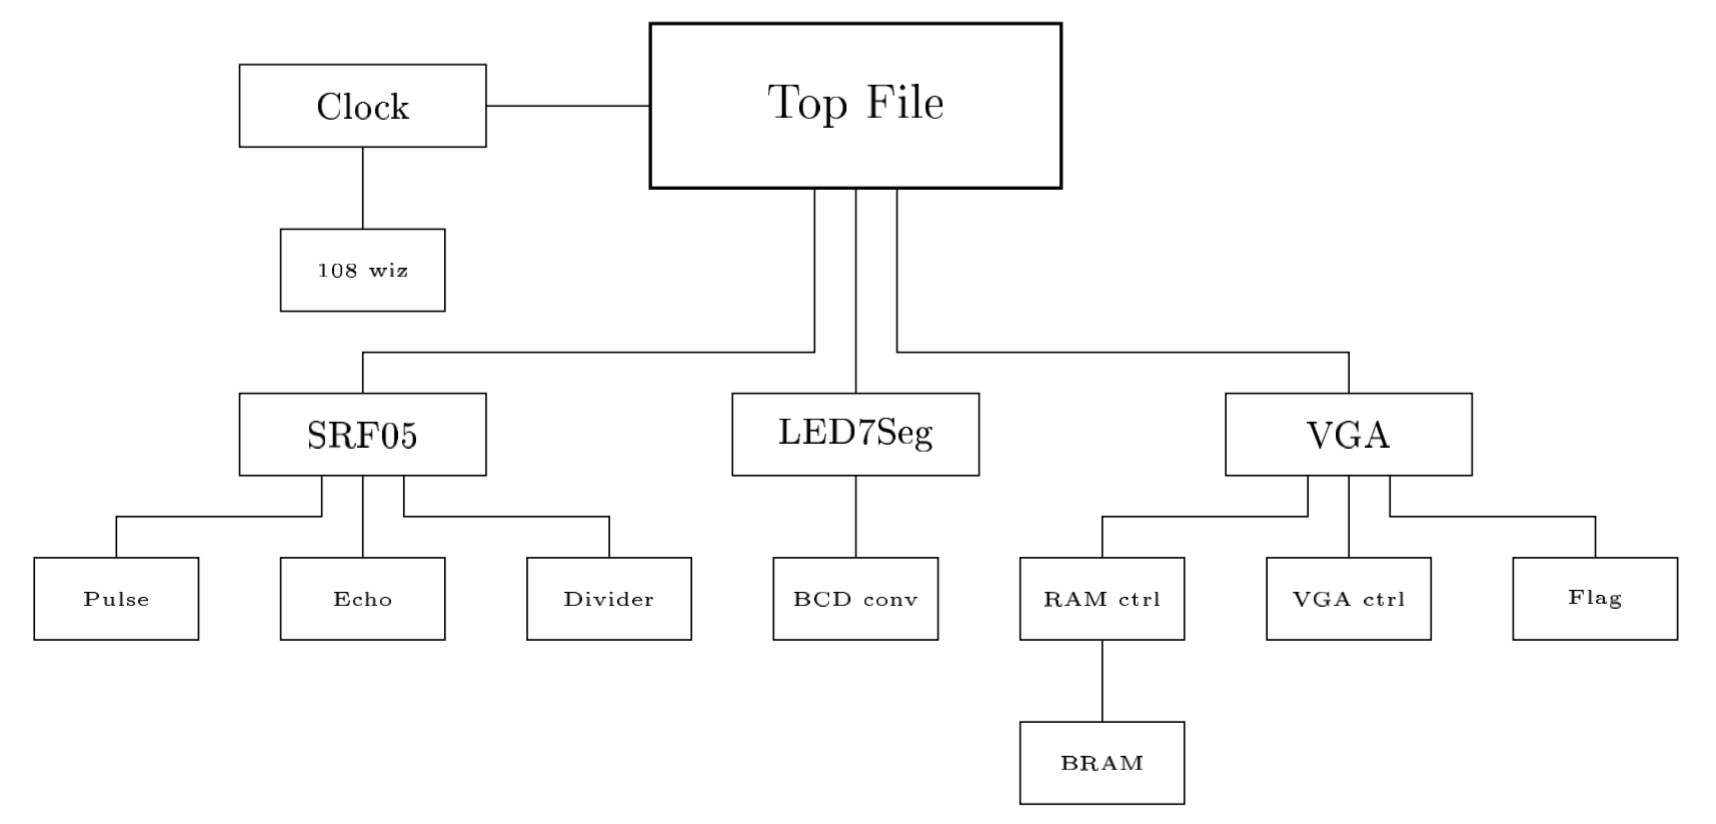 Top File
Clock
108 wiz
SRF05
LED7Seg
VGA
Pulse
Echo
Divider
BCD conv
RAM ctrl
VGA ctrl
Flag
BRAM